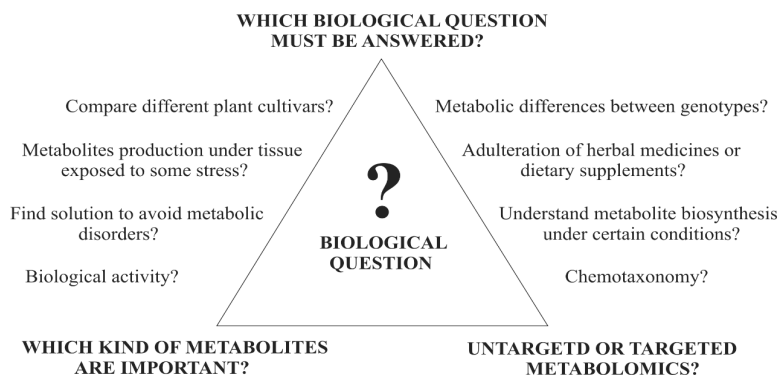 WHICH BIOLOGICAL QUESTION
MUST BE ANSWERED?
Compare different plant cultivars?
Metabolites production under tissue
exposed to some stress?
Find solution to avoid metabolic
disorders?
Biological activity?
?
BIOLOGICAL
QUESTION
Metabolic differences between genotypes?
Adulteration of herbal medicines or
dietary supplements?
Understand metabolite biosynthesis
under certain conditions?
Chemotaxonomy?
WHICH KIND OF METABOLITES
ARE IMPORTANT?
UNTARGETD OR TARGETED
METABOLOMICS?